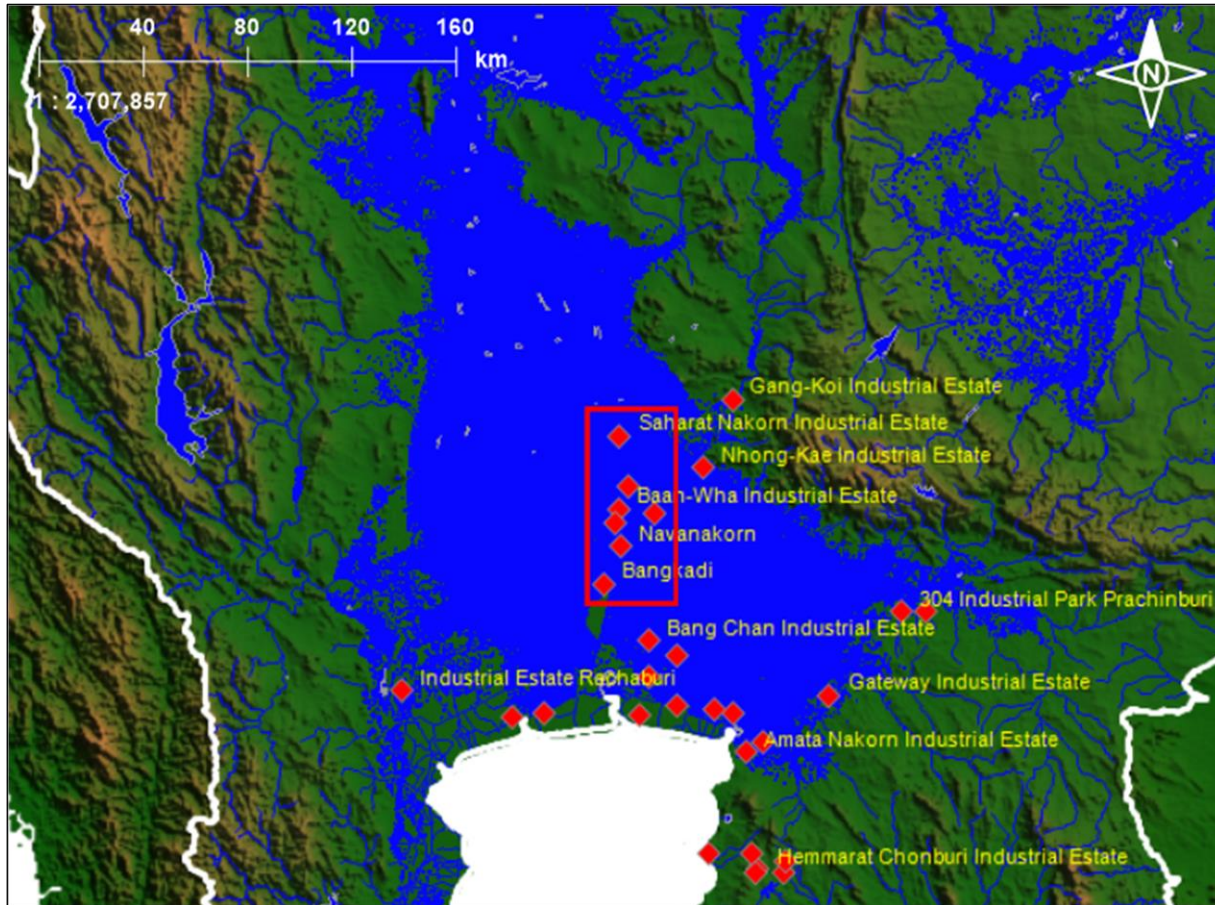 0 40 80 120 160
km
1 : 2,707,857
N
Gang-Koi Industrial Estate
Saharat Nakorn Industrial Estate
Nhong-Kae Industrial Estate
Baan-Wha Industrial Estate
Navanakorn
Bangkadi
304 Industrial Park Prachinburi
Bang Chan Industrial Estate
Industrial Estate Rachaburi
Gateway Industrial Estate
Amata Nakorn Industrial Estate
Hemmarat Chonburi Industrial Estate